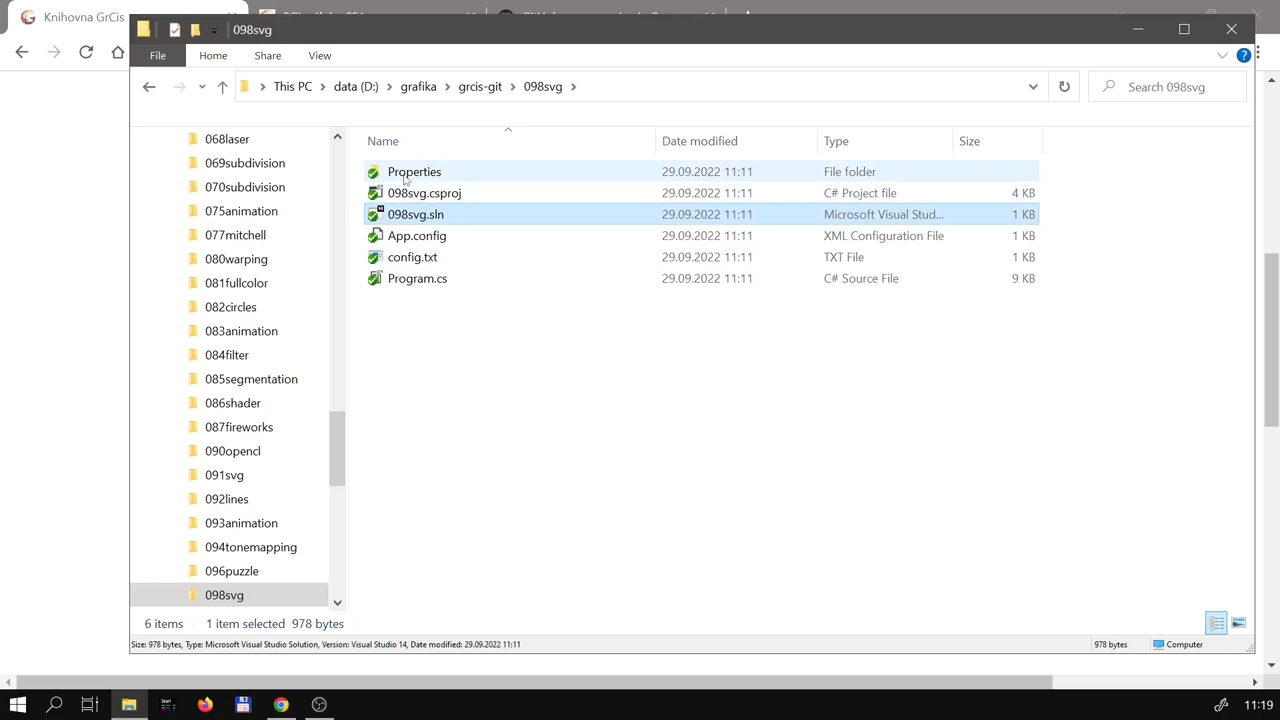 Knihovna GrCis
098svg
File
Home
Share
View
This PC
data (D:)
grafika
grcis-git
098svg
Search 098svg
068laser
069subdivision
070subdivision
075animation
077mitchell
080warping
081fullcolor
082circles
083animation
084filter
085segmentation
086shader
087fireworks
090opencl
091svg
092lines
093animation
094tonemapping
096puzzle
098svg
Name Date modified Type Size
Properties 29.09.2022 11:11 File folder
098svg.csproj 29.09.2022 11:11 C# Project file 4 KB
098svg.sln 29.09.2022 11:11 Microsoft Visual Stud... 1 KB
App.config 29.09.2022 11:11 XML Configuration File 1 KB
config.txt 29.09.2022 11:11 TXT File 1 KB
Program.cs 29.09.2022 11:11 C# Source File 9 KB
6 items 1 item selected 978 bytes
Size: 978 bytes, Type: Microsoft Visual Studio Solution, Version: Visual Studio 14, Date modified: 29.09.2022 11:11 978 bytes Computer
Start
11:19